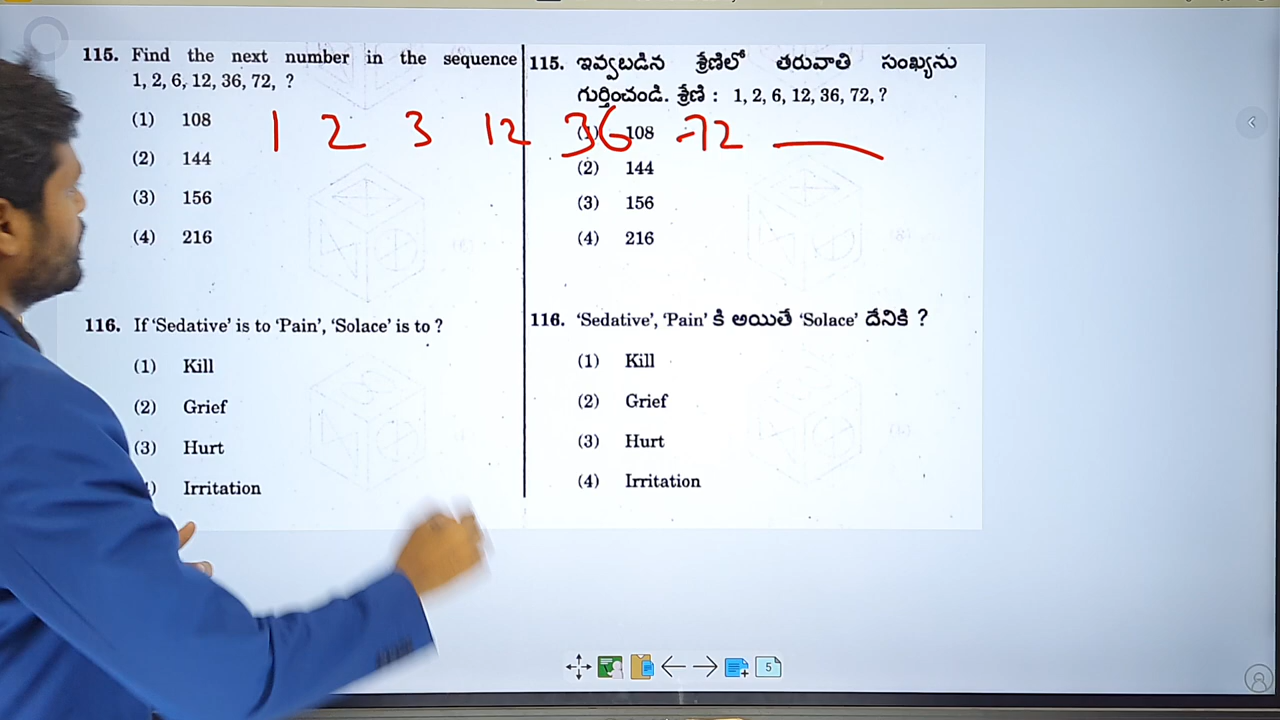 115. Find the next number in the sequence
1, 2, 6, 12, 36, 72, ?
(1) 108
(2) 144
(3) 156
(4) 216
116. If 'Sedative' is to 'Pain', 'Solace' is to ?
(1) Kill
(2) Grief
(3) Hurt
) Irritation
115. ఇవ్వబడిన శ్రేణిలో తరువాతి సంఖ్యను
గుర్తించండి. శ్రేణి : 1, 2, 6, 12, 36, 72, ?
(1) 108
(2) 144
(3) 156
(4) 216
116. 'Sedative', 'Pain' కి అయితే 'Solace' దేనికి ?
(1) Kill
(2) Grief
(3) Hurt
(4) Irritation
1 2 3 12 36 72
5